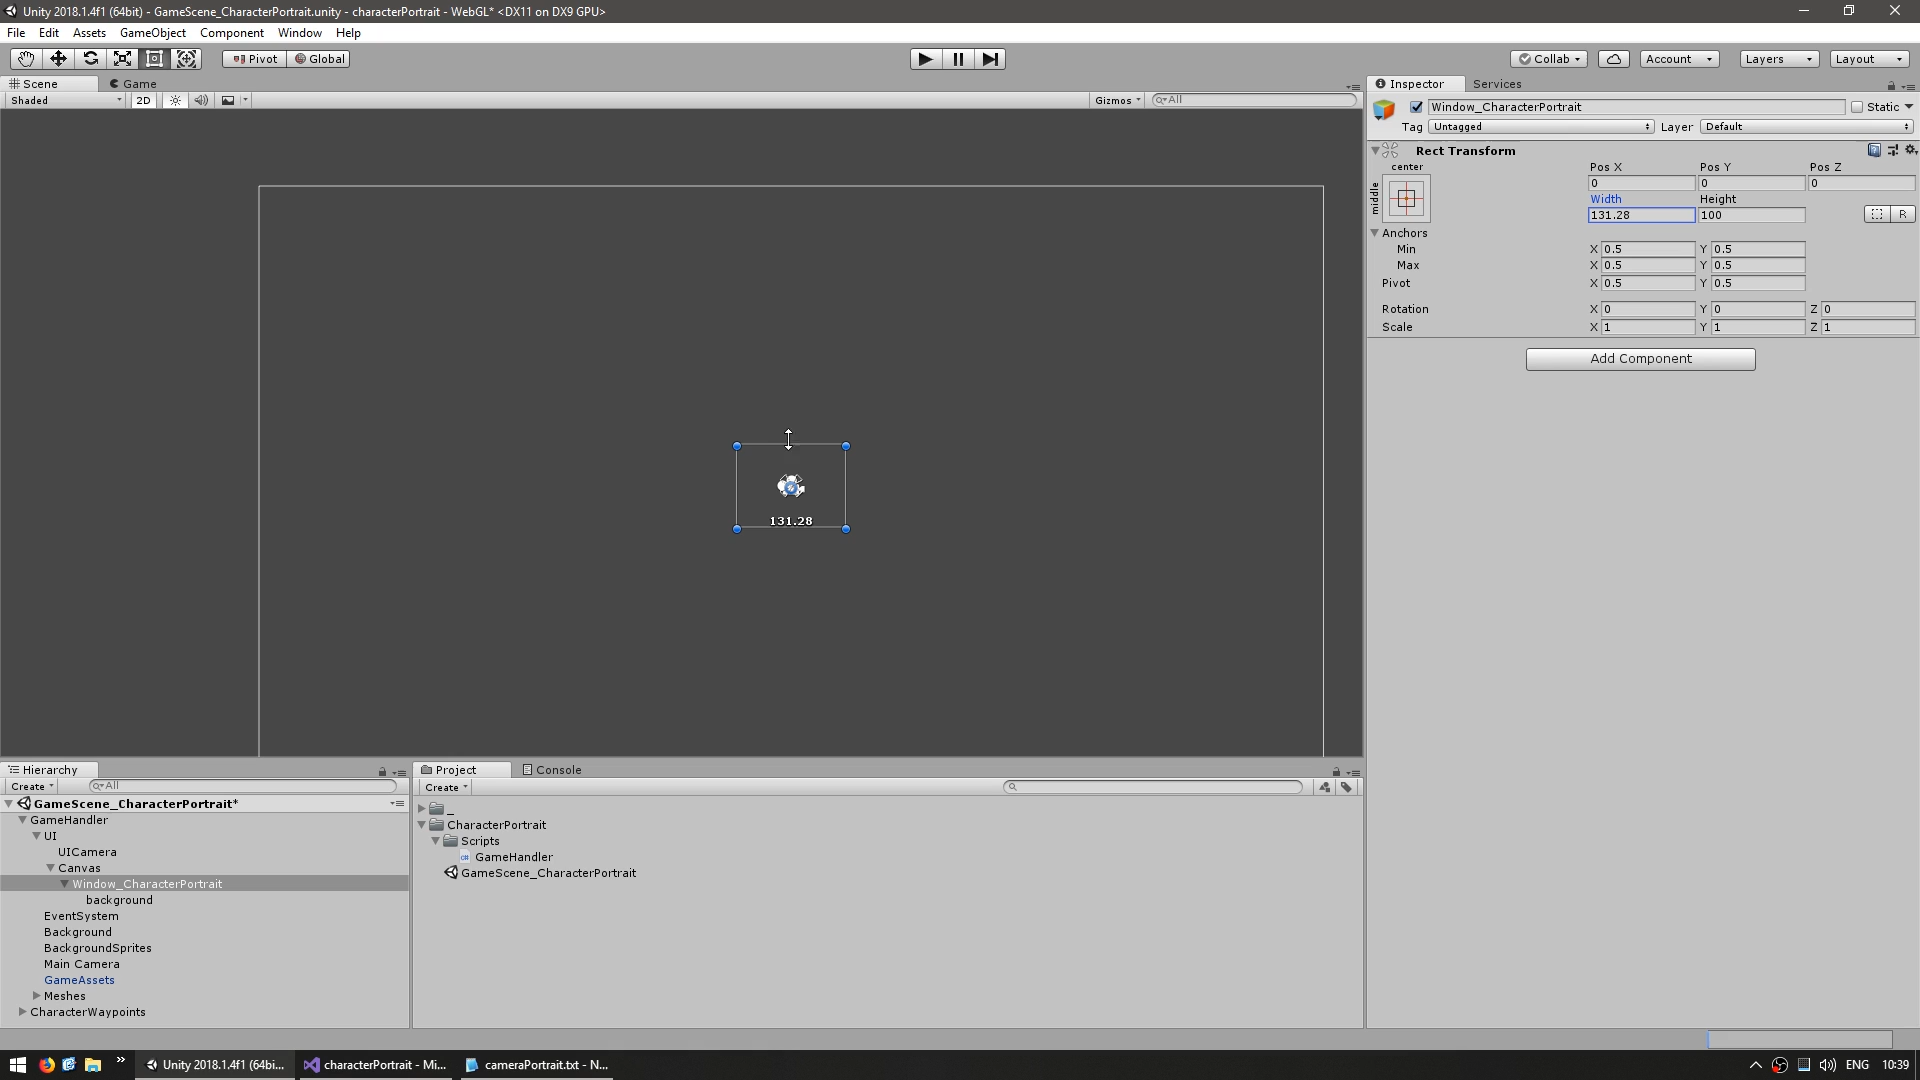 Unity 2018.1.4f1 (64bit) - GameScene_CharacterPortrait.unity - characterPortrait - WebGL* <DX11 on DX9 GPU>
File Edit Assets GameObject Component Window Help
Pivot Global Collab Account Layers Layout
Scene Game
Shaded 2D Gizmos All
Inspector Services
Window_CharacterPortrait Static
Tag Untagged Layer Default
Rect Transform
center
middle
Pos X Pos Y Pos Z
0 0 0
Width Height
131.28 100 R
Anchors
Min X 0.5 Y 0.5
Max X 0.5 Y 0.5
Pivot X 0.5 Y 0.5
Rotation X 0 Y 0 Z 0
Scale X 1 Y 1 Z 1
Add Component
131.28
Hierarchy
Create All
GameScene_CharacterPortrait*
GameHandler
UI
UICamera
Canvas
Window_CharacterPortrait
background
EventSystem
Background
BackgroundSprites
Main Camera
GameAssets
Meshes
CharacterWaypoints
Project Console
Create
_
CharacterPortrait
Scripts
GameHandler
GameScene_CharacterPortrait
Unity 2018.1.4f1 (64bi... characterPortrait - Mi... cameraPortrait.txt - N... ENG 10:39